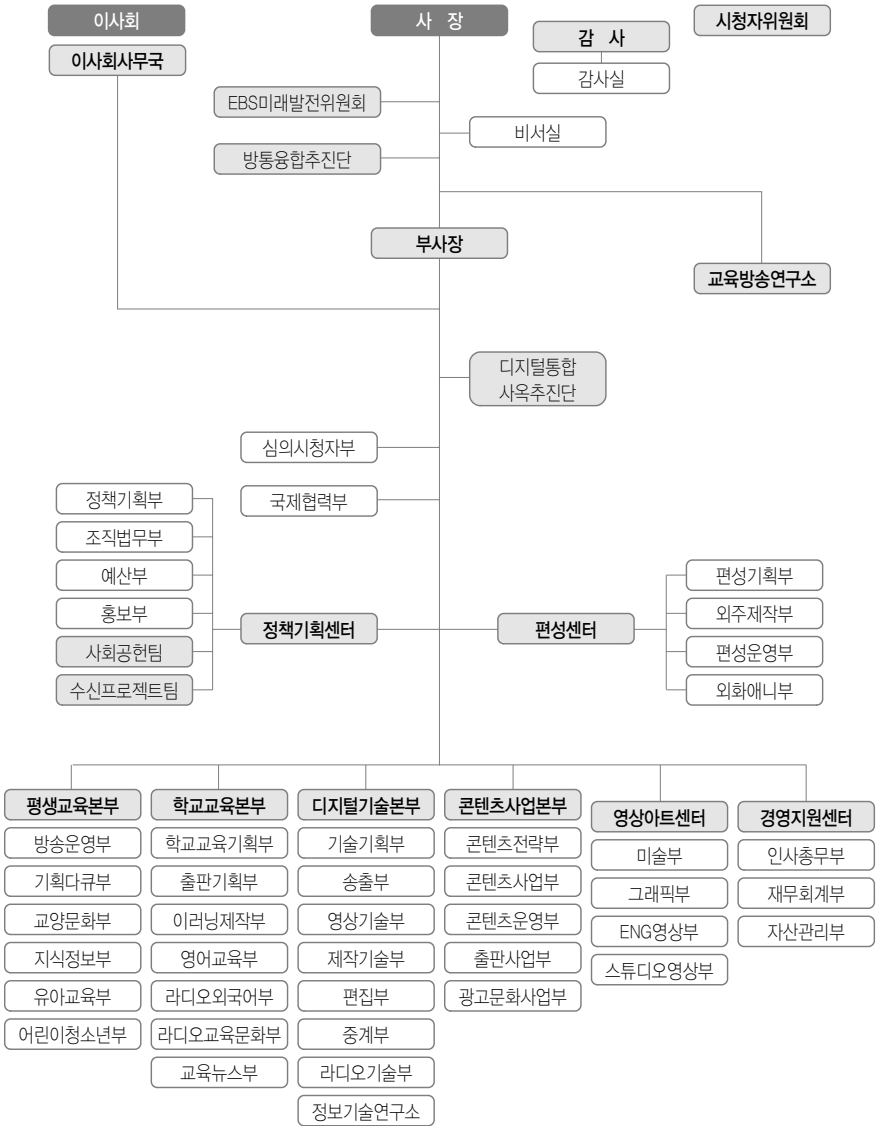 이사회
사 장
감 사
시청자위원회
이사회사무국
감사실
EBS미래발전위원회
비서실
방통융합추진단
부사장
교육방송연구소
디지털통합
사옥추진단
심의시청자부
국제협력부
정책기획부
조직법무부
예산부
홍보부
사회공헌팀
수신프로젝트팀
정책기획센터
편성센터
편성기획부
외주제작부
편성운영부
외화애니부
평생교육본부
방송운영부
기획다큐부
교양문화부
지식정보부
유아교육부
어린이청소년부
학교교육본부
학교교육기획부
출판기획부
이러닝제작부
영어교육부
라디오외국어부
라디오교육문화부
교육뉴스부
디지털기술본부
기술기획부
송출부
영상기술부
제작기술부
편집부
중계부
라디오기술부
정보기술연구소
콘텐츠사업본부
콘텐츠전략부
콘텐츠사업부
콘텐츠운영부
출판사업부
광고문화사업부
영상아트센터
미술부
그래픽부
ENG영상부
스튜디오영상부
경영지원센터
인사총무부
재무회계부
자산관리부